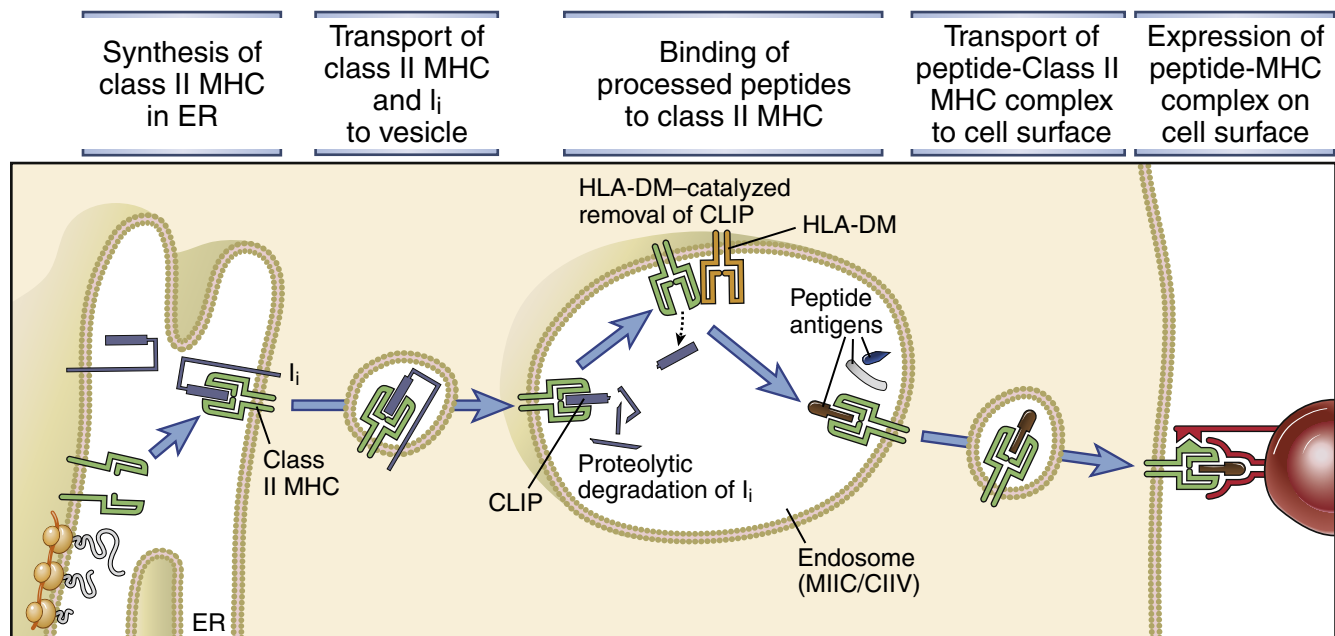 Synthesis of
class II MHC
in ER
Transport of
class II MHC
and Ii
to vesicle
Binding of
processed peptides
to class II MHC
Transport of
peptide-Class II
MHC complex
to cell surface
Expression of
peptide-MHC
complex on
cell surface
HLA-DM–catalyzed
removal of CLIP
HLA-DM
Peptide
antigens
Ii
Class
II MHC
CLIP
Proteolytic
degradation of Ii
Endosome
(MIIC/CIIV)
ER